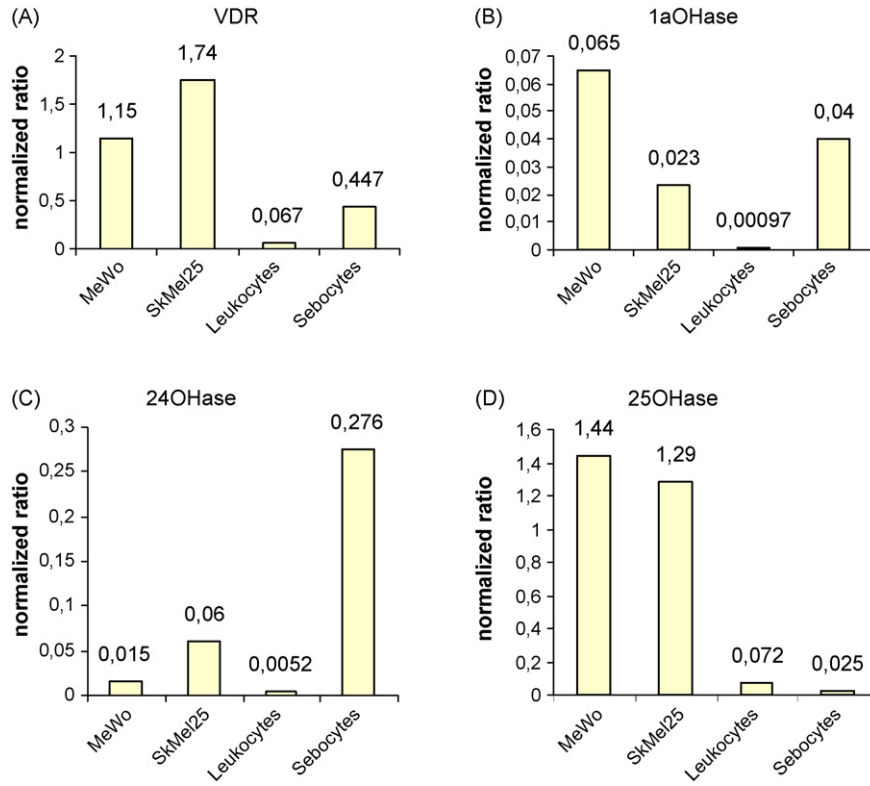 (A) VDR
normalized ratio
2
1,5
1
0,5
0
1,15
1,74
0,067
0,447
MeWo
SkMel25
Leukocytes
Sebocytes
(B) 1aOHase
normalized ratio
0,07
0,06
0,05
0,04
0,03
0,02
0,01
0
0,065
0,023
0,00097
0,04
MeWo
SkMel25
Leukocytes
Sebocytes
(C) 24OHase
normalized ratio
0,3
0,25
0,2
0,15
0,1
0,05
0
0,015
0,06
0,0052
0,276
MeWo
SkMel25
Leukocytes
Sebocytes
(D) 25OHase
normalized ratio
1,6
1,4
1,2
1
0,8
0,6
0,4
0,2
0
1,44
1,29
0,072
0,025
MeWo
SkMel25
Leukocytes
Sebocytes